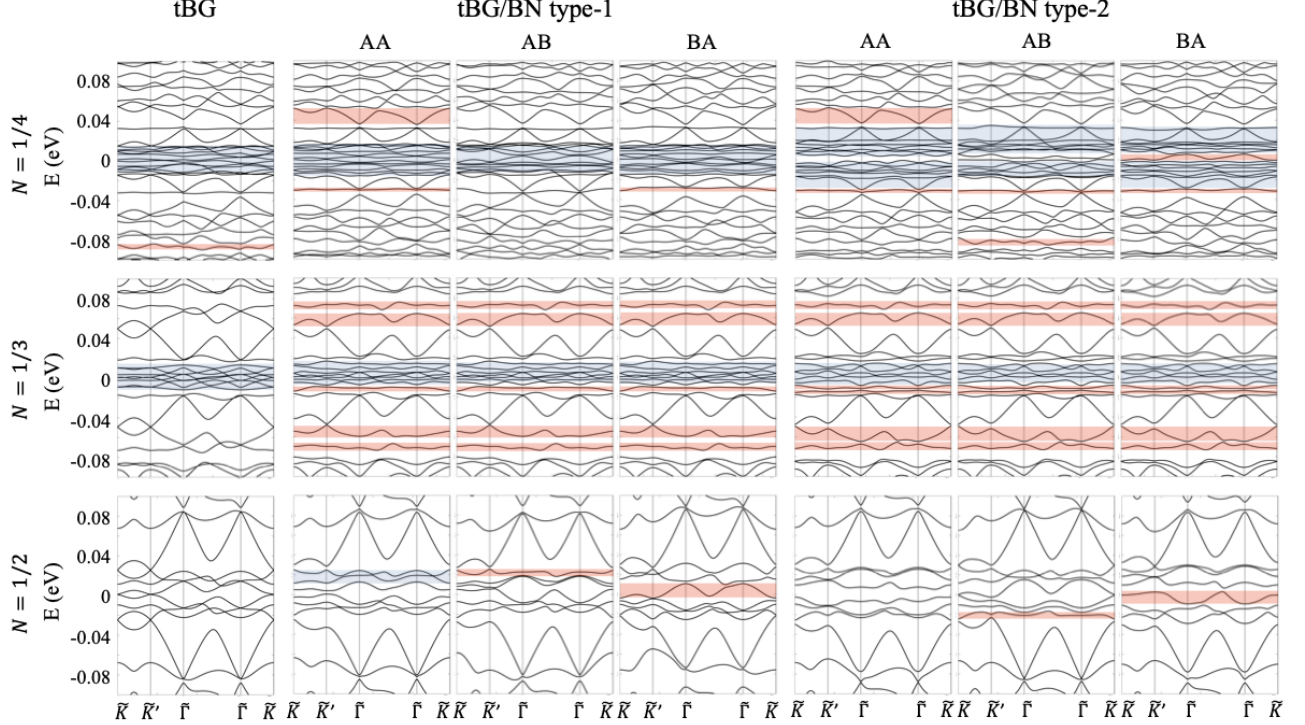 tBG tBG/BN type-1 tBG/BN type-2
AA AB BA AA AB BA
N = 1/4
E (eV)
0.08
0.04
0
-0.04
-0.08
N = 1/3
E (eV)
0.08
0.04
0
-0.04
-0.08
N = 1/2
E (eV)
0.08
0.04
0
-0.04
-0.08
K̃ K̃′ Γ̃ Γ̃ K̃ K̃′ Γ̃ Γ̃ K̃ K̃′ Γ̃ Γ̃ K̃ K̃′ Γ̃ Γ̃ K̃ K̃ K̃′ Γ̃ Γ̃ K̃ K̃′ Γ̃ Γ̃ K̃ K̃′ Γ̃ Γ̃ K̃